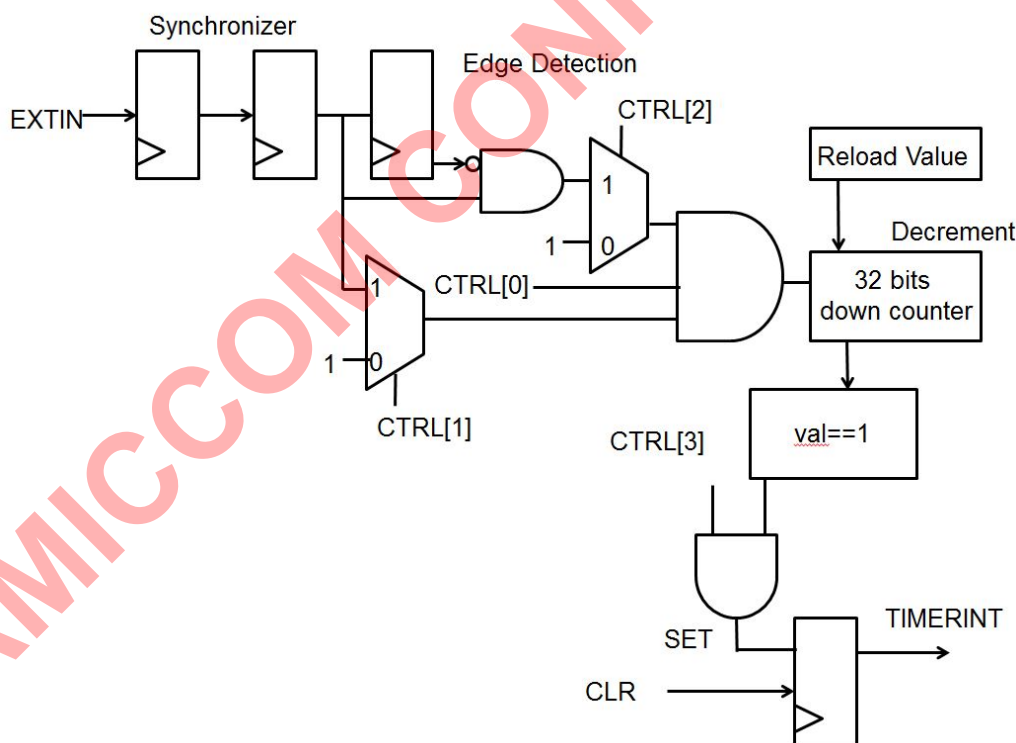 Synchronizer
Edge Detection
EXTIN
CTRL[2]
1
1
0
Reload Value
Decrement
32 bits
down counter
CTRL[0]
1
1
0
CTRL[1]
CTRL[3]
val==1
SET
TIMERINT
CLR